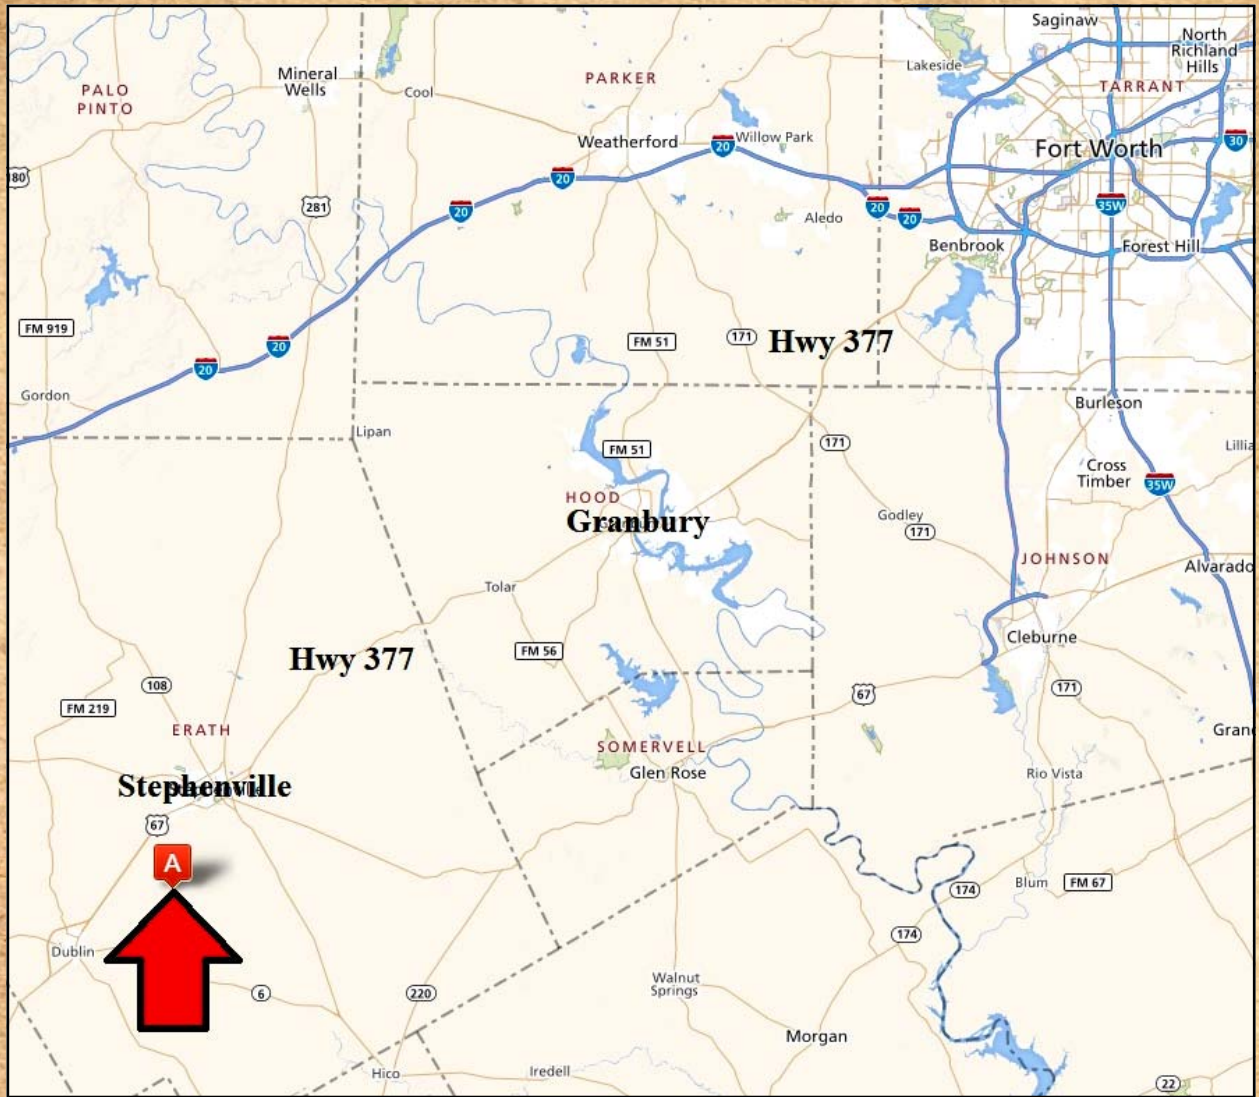 Saginaw
North
Richland
Hills
Mineral
Wells
PARKER
Lakeside
PALO
PINTO
Cool
TARRANT
Weatherford
20
Willow Park
Fort Worth
30
80
281
20
20
20
20
35W
Aledo
Benbrook
Forest Hill
FM 919
20
20
FM 51
171
Hwy 377
Gordon
Burleson
Lipan
171
FM 51
Lillia
Cross
Timber
35W
HOOD
Granbury
Godley
171
JOHNSON
Alvarado
Tolar
Cleburne
Hwy 377
FM 56
108
67
171
FM 219
ERATH
SOMERVELL
Gran
Glen Rose
Rio Vista
Stephenville
67
A
174
Blum
FM 67
174
Dublin
6
220
Walnut
Springs
Morgan
Hico
Iredell
22